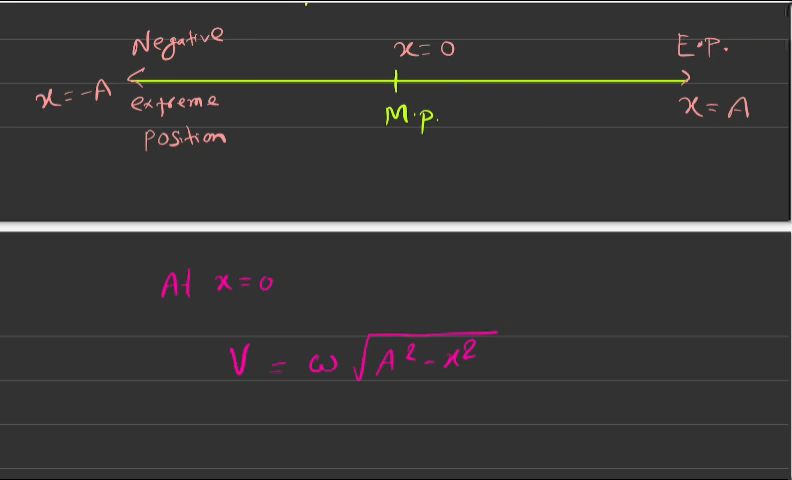 Negative x = 0 E.P.
x = -A extreme x = A
position M.p.
At x = 0
V = ω √(A² - x²)